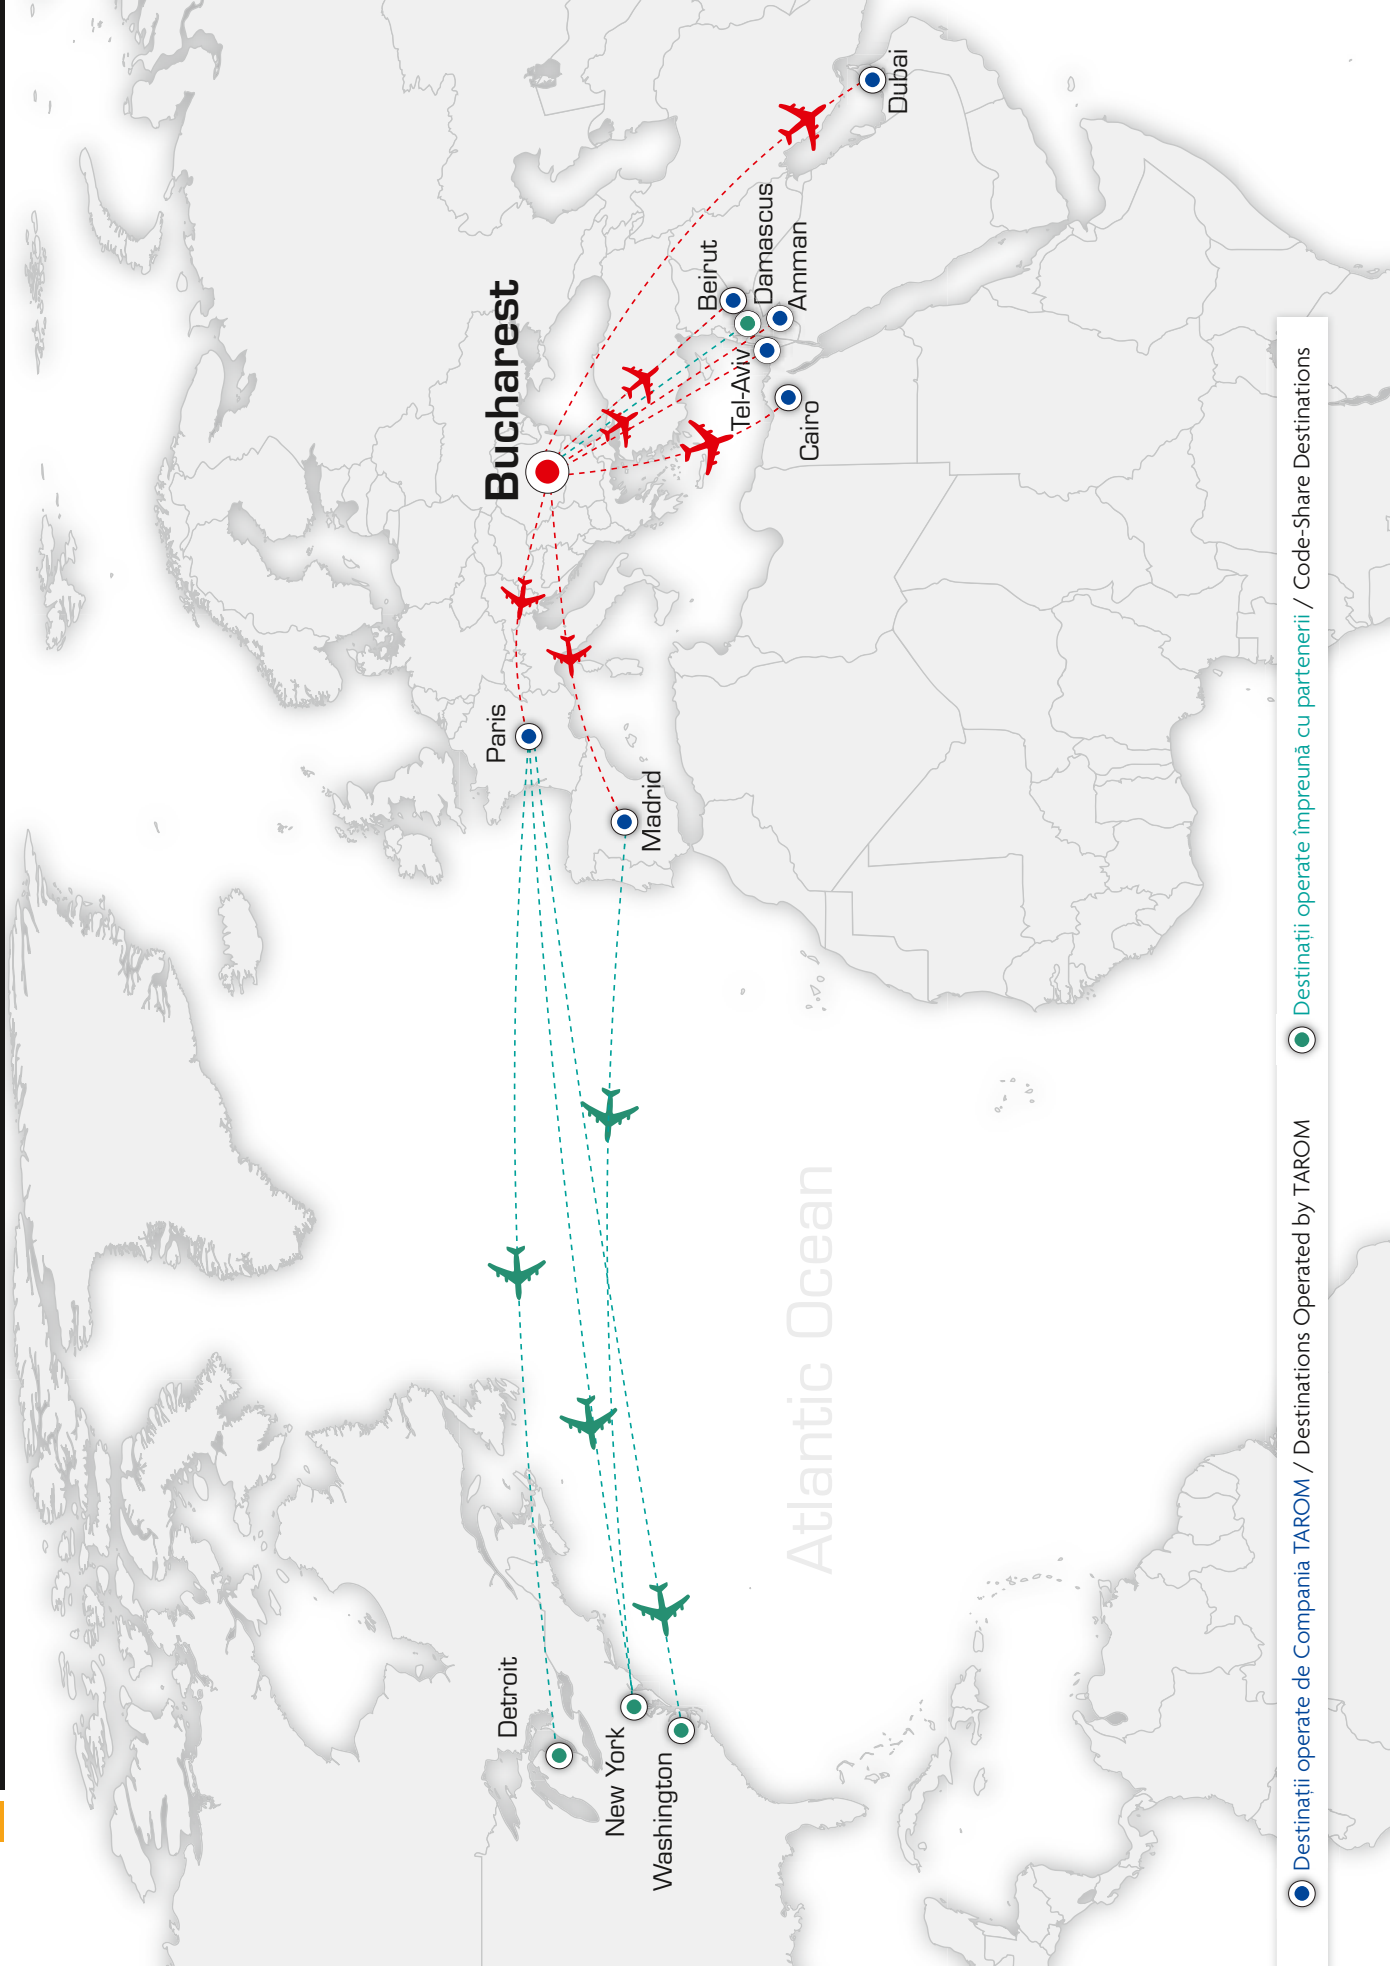 Detroit
New York
Washington
Atlantic Ocean
Paris
Madrid
Bucharest
Tel-Aviv
Cairo
Beirut
Damascus
Amman
Dubai
Destinații operate de Compania TAROM / Destinations Operated by TAROM
Destinații operate împreună cu partenerii / Code-Share Destinations